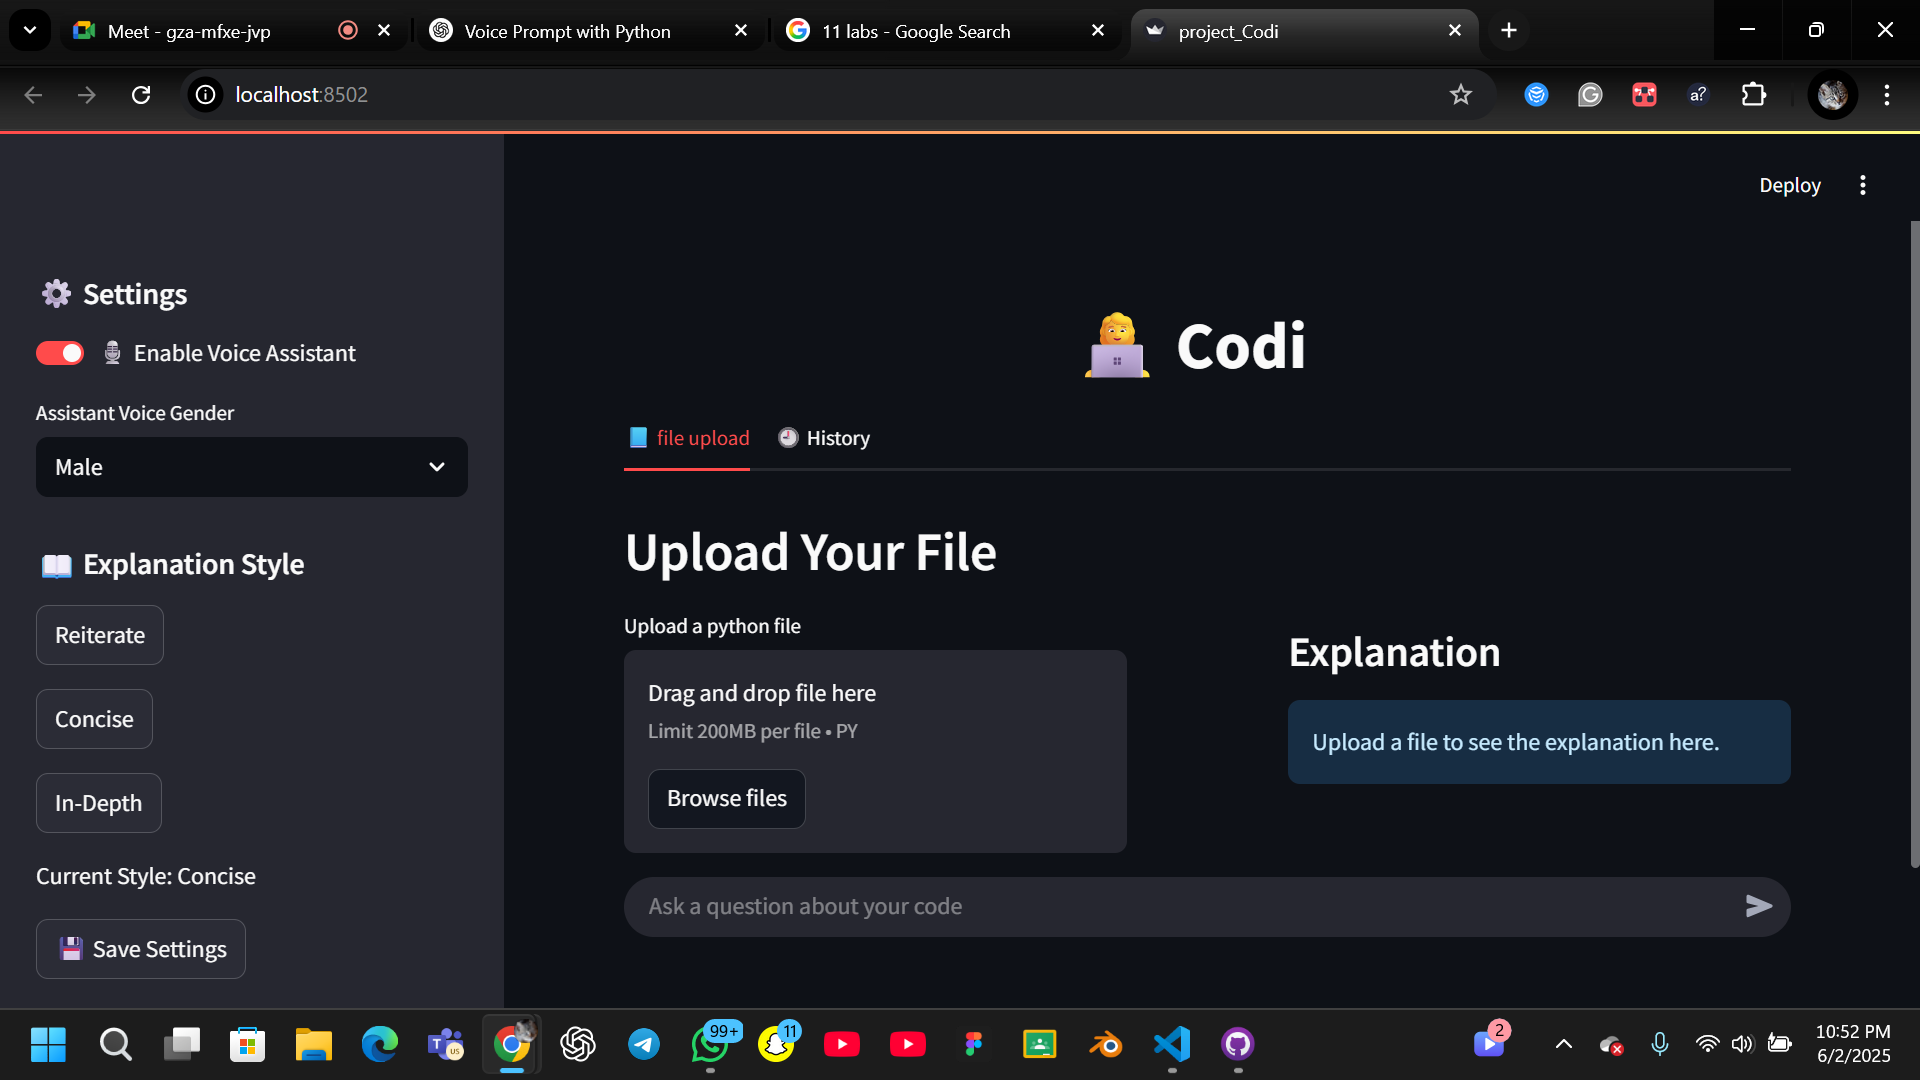 Meet - gza-mfxe-jvp
Voice Prompt with Python
11 labs - Google Search
project_Codi
localhost:8502
a?
Deploy
Settings
Enable Voice Assistant
Assistant Voice Gender
Male
Explanation Style
Reiterate
Concise
In-Depth
Current Style: Concise
Save Settings
Codi
file upload
History
Upload Your File
Upload a python file
Drag and drop file here
Limit 200MB per file • PY
Browse files
Explanation
Upload a file to see the explanation here.
Ask a question about your code
T
US
99+
11
2
10:52 PM
6/2/2025